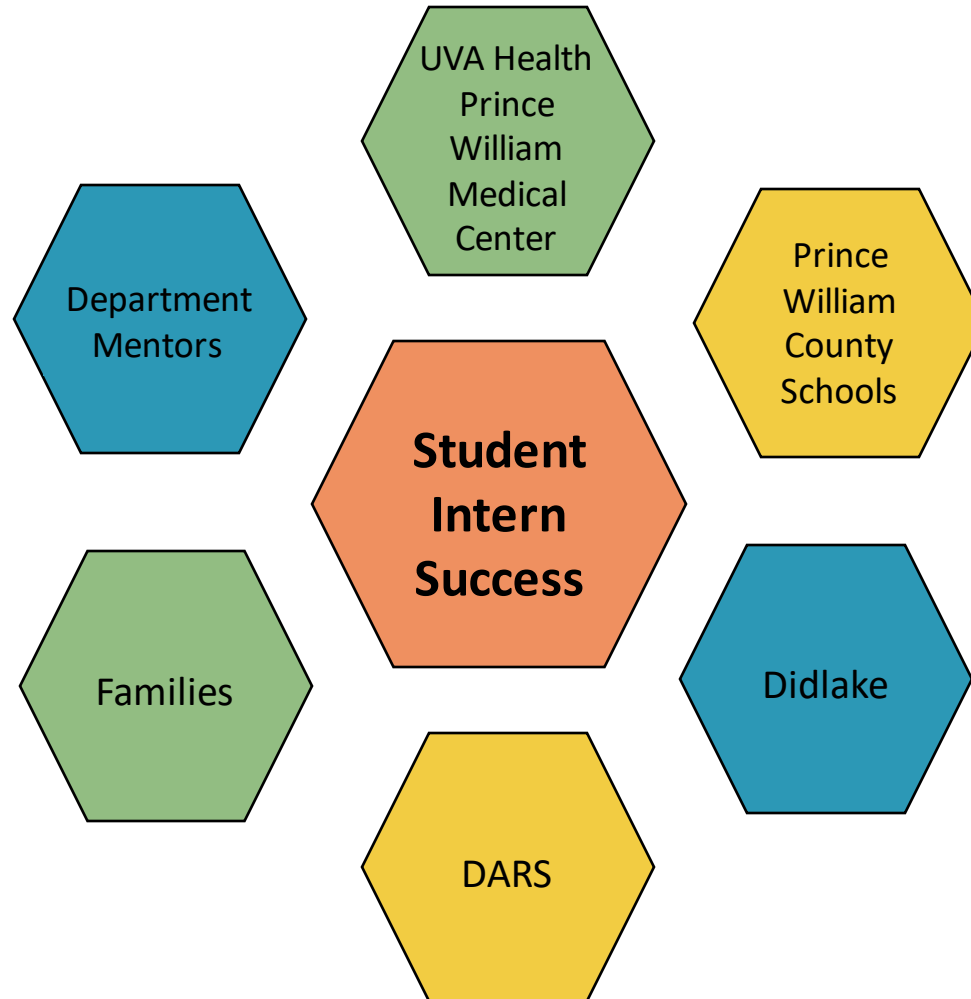 UVA Health
Prince
William
Medical
Center
Department
Mentors
Prince
William
County
Schools
Student
Intern
Success
Families
Didlake
DARS